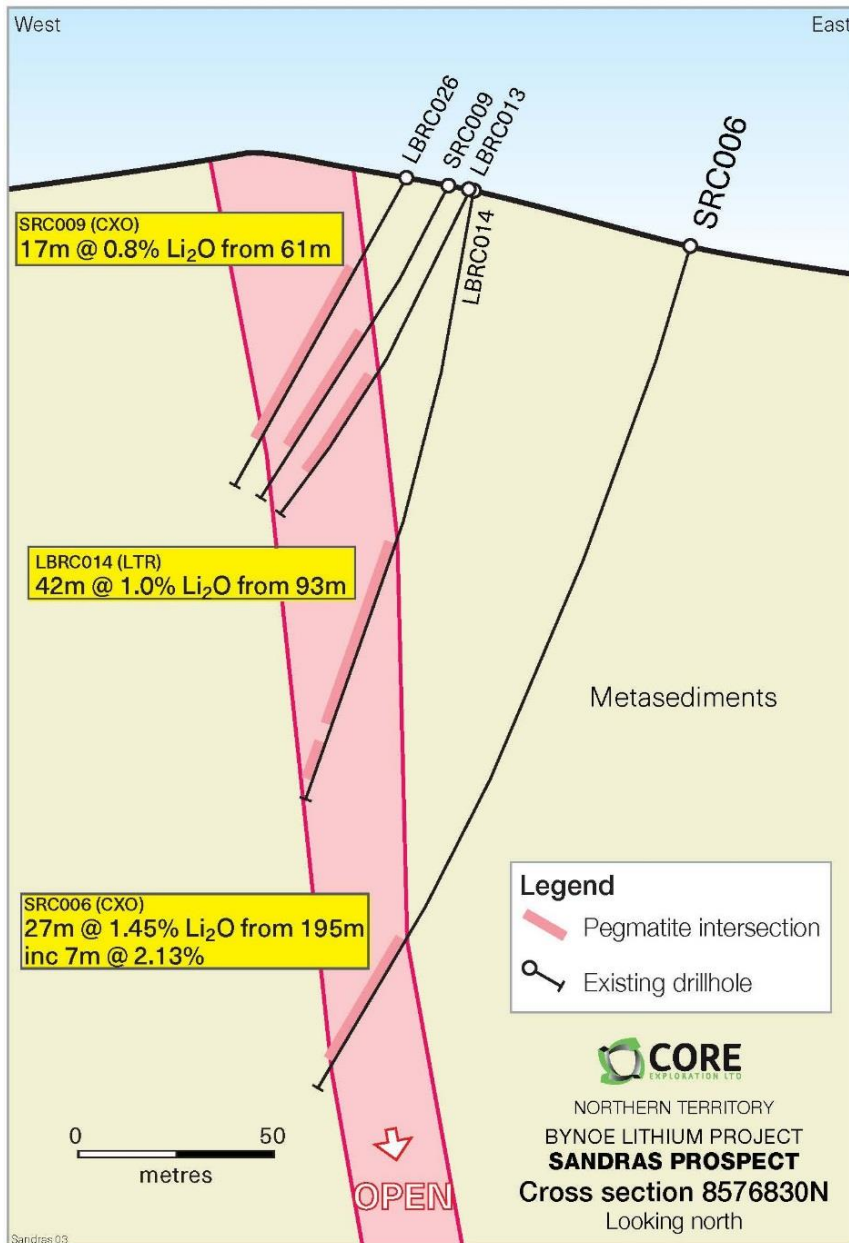 West
East
LBRC026
SRC009
LBRC013
SRC006
LBRC014
SRC009 (CXO)
17m @ 0.8% Li₂O from 61m
LBRC014 (LTR)
42m @ 1.0% Li₂O from 93m
Metasediments
SRC006 (CXO)
27m @ 1.45% Li₂O from 195m
inc 7m @ 2.13%
Legend
Pegmatite intersection
Existing drillhole
CORE
EXPLORATION LTD
NORTHERN TERRITORY
BYNOE LITHIUM PROJECT
SANDRAS PROSPECT
Cross section 8576830N
Looking north
0 50
metres
OPEN
Sandras 03